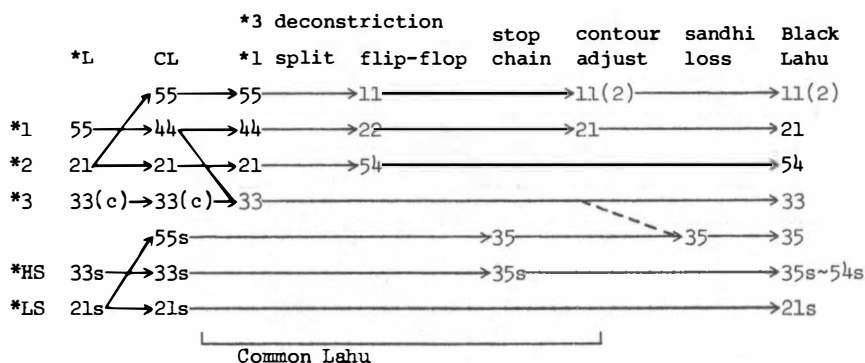 *3 deconstriction
stop contour sandhi Black
*L CL *1 split flip-flop chain adjust loss Lahu
55 55 11 11(2) 11(2)
*1 55 44 44 22 21 21
*2 21 21 21 54 54
*3 33(c) 33(c) 33 33
55s 35 35 35
*HS 33s 33s 35s 35s~54s
*LS 21s 21s 21s
Common Lahu